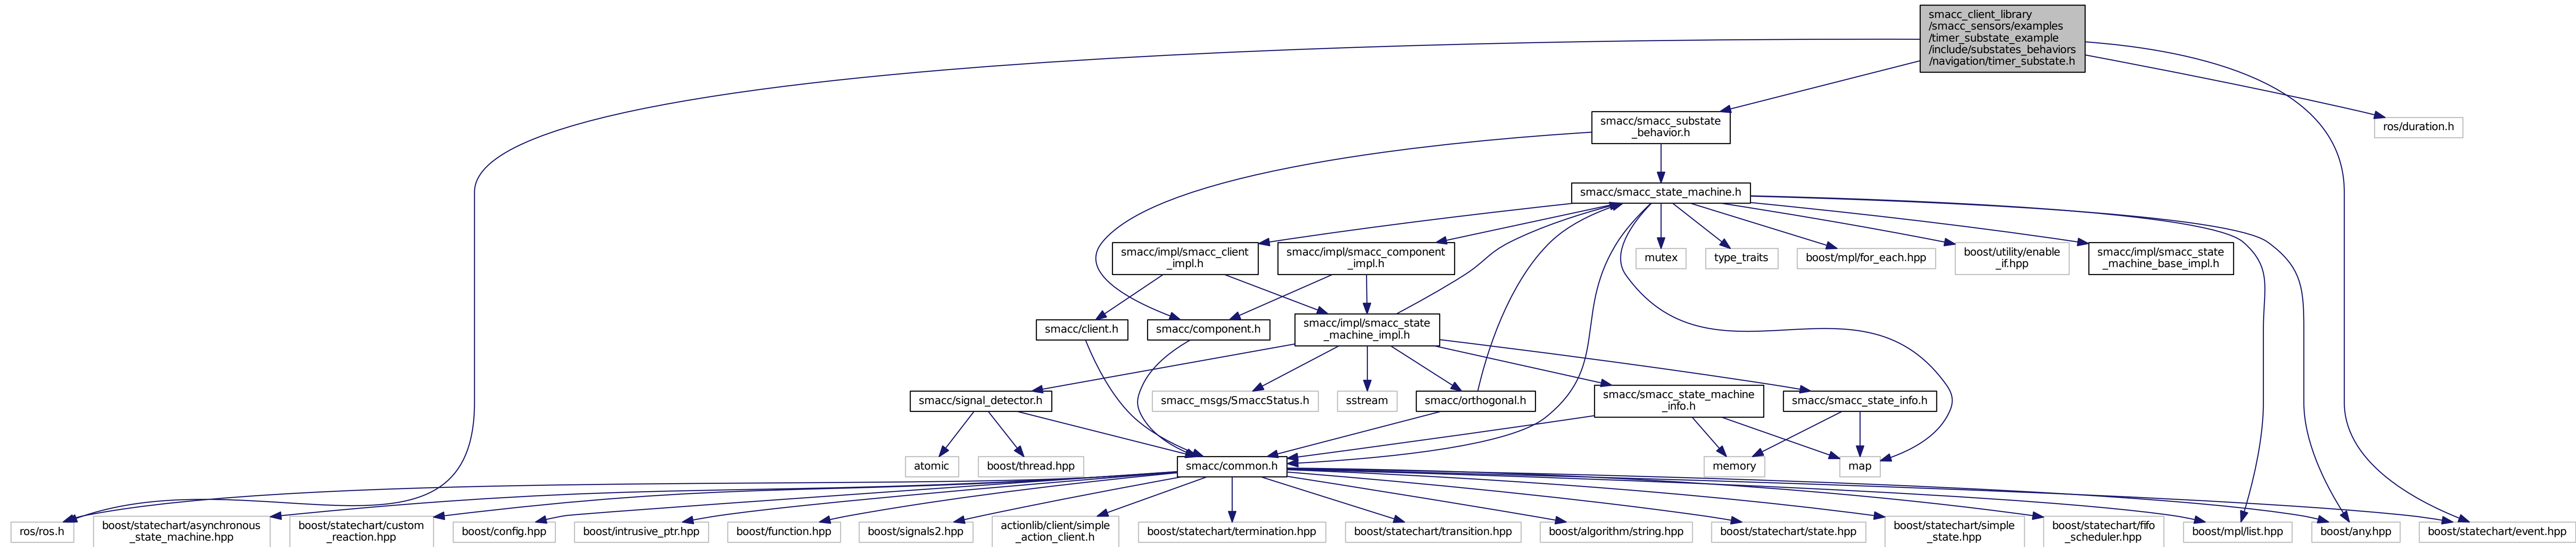 smacc_client_library
/smacc_sensors/examples
/timer_substate_example
/include/substates_behaviors
/navigation/timer_substate.h
smacc/smacc_substate
_behavior.h
ros/duration.h
smacc/smacc_state_machine.h
smacc/impl/smacc_client
_impl.h
smacc/impl/smacc_component
_impl.h
mutex
type_traits
boost/mpl/for_each.hpp
boost/utility/enable
_if.hpp
smacc/impl/smacc_state
_machine_base_impl.h
smacc/client.h
smacc/component.h
smacc/impl/smacc_state
_machine_impl.h
smacc/signal_detector.h
smacc_msgs/SmaccStatus.h
sstream
smacc/orthogonal.h
smacc/smacc_state_machine
_info.h
smacc/smacc_state_info.h
atomic
boost/thread.hpp
smacc/common.h
memory
map
ros/ros.h
boost/statechart/asynchronous
_state_machine.hpp
boost/statechart/custom
_reaction.hpp
boost/config.hpp
boost/intrusive_ptr.hpp
boost/function.hpp
boost/signals2.hpp
actionlib/client/simple
_action_client.h
boost/statechart/termination.hpp
boost/statechart/transition.hpp
boost/algorithm/string.hpp
boost/statechart/state.hpp
boost/statechart/simple
_state.hpp
boost/statechart/fifo
_scheduler.hpp
boost/mpl/list.hpp
boost/any.hpp
boost/statechart/event.hpp